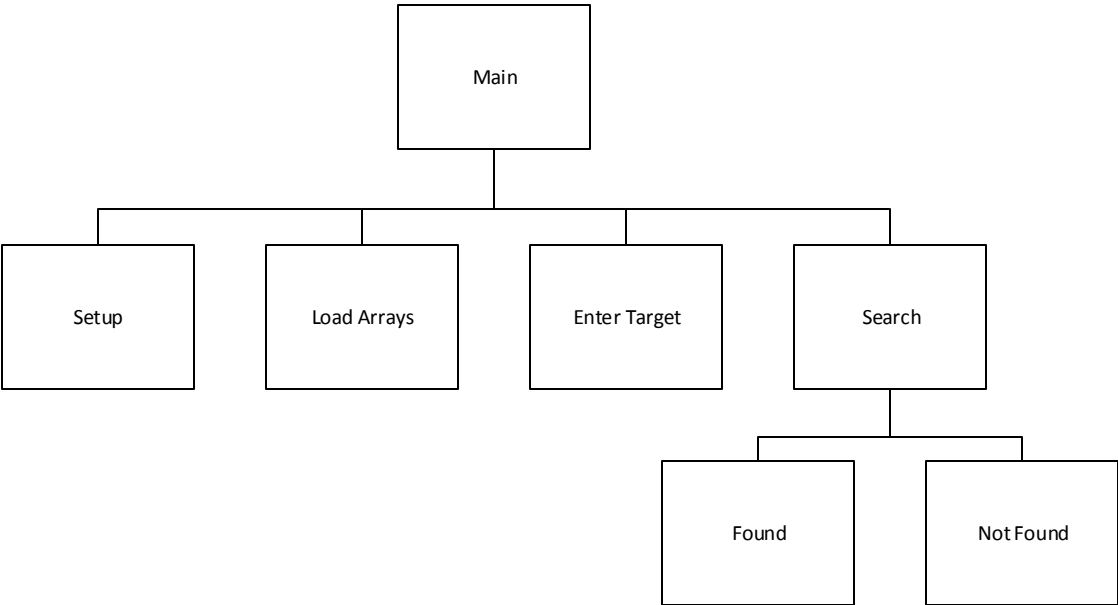 Main
Setup
Load Arrays
Enter Target
Search
Found
Not Found